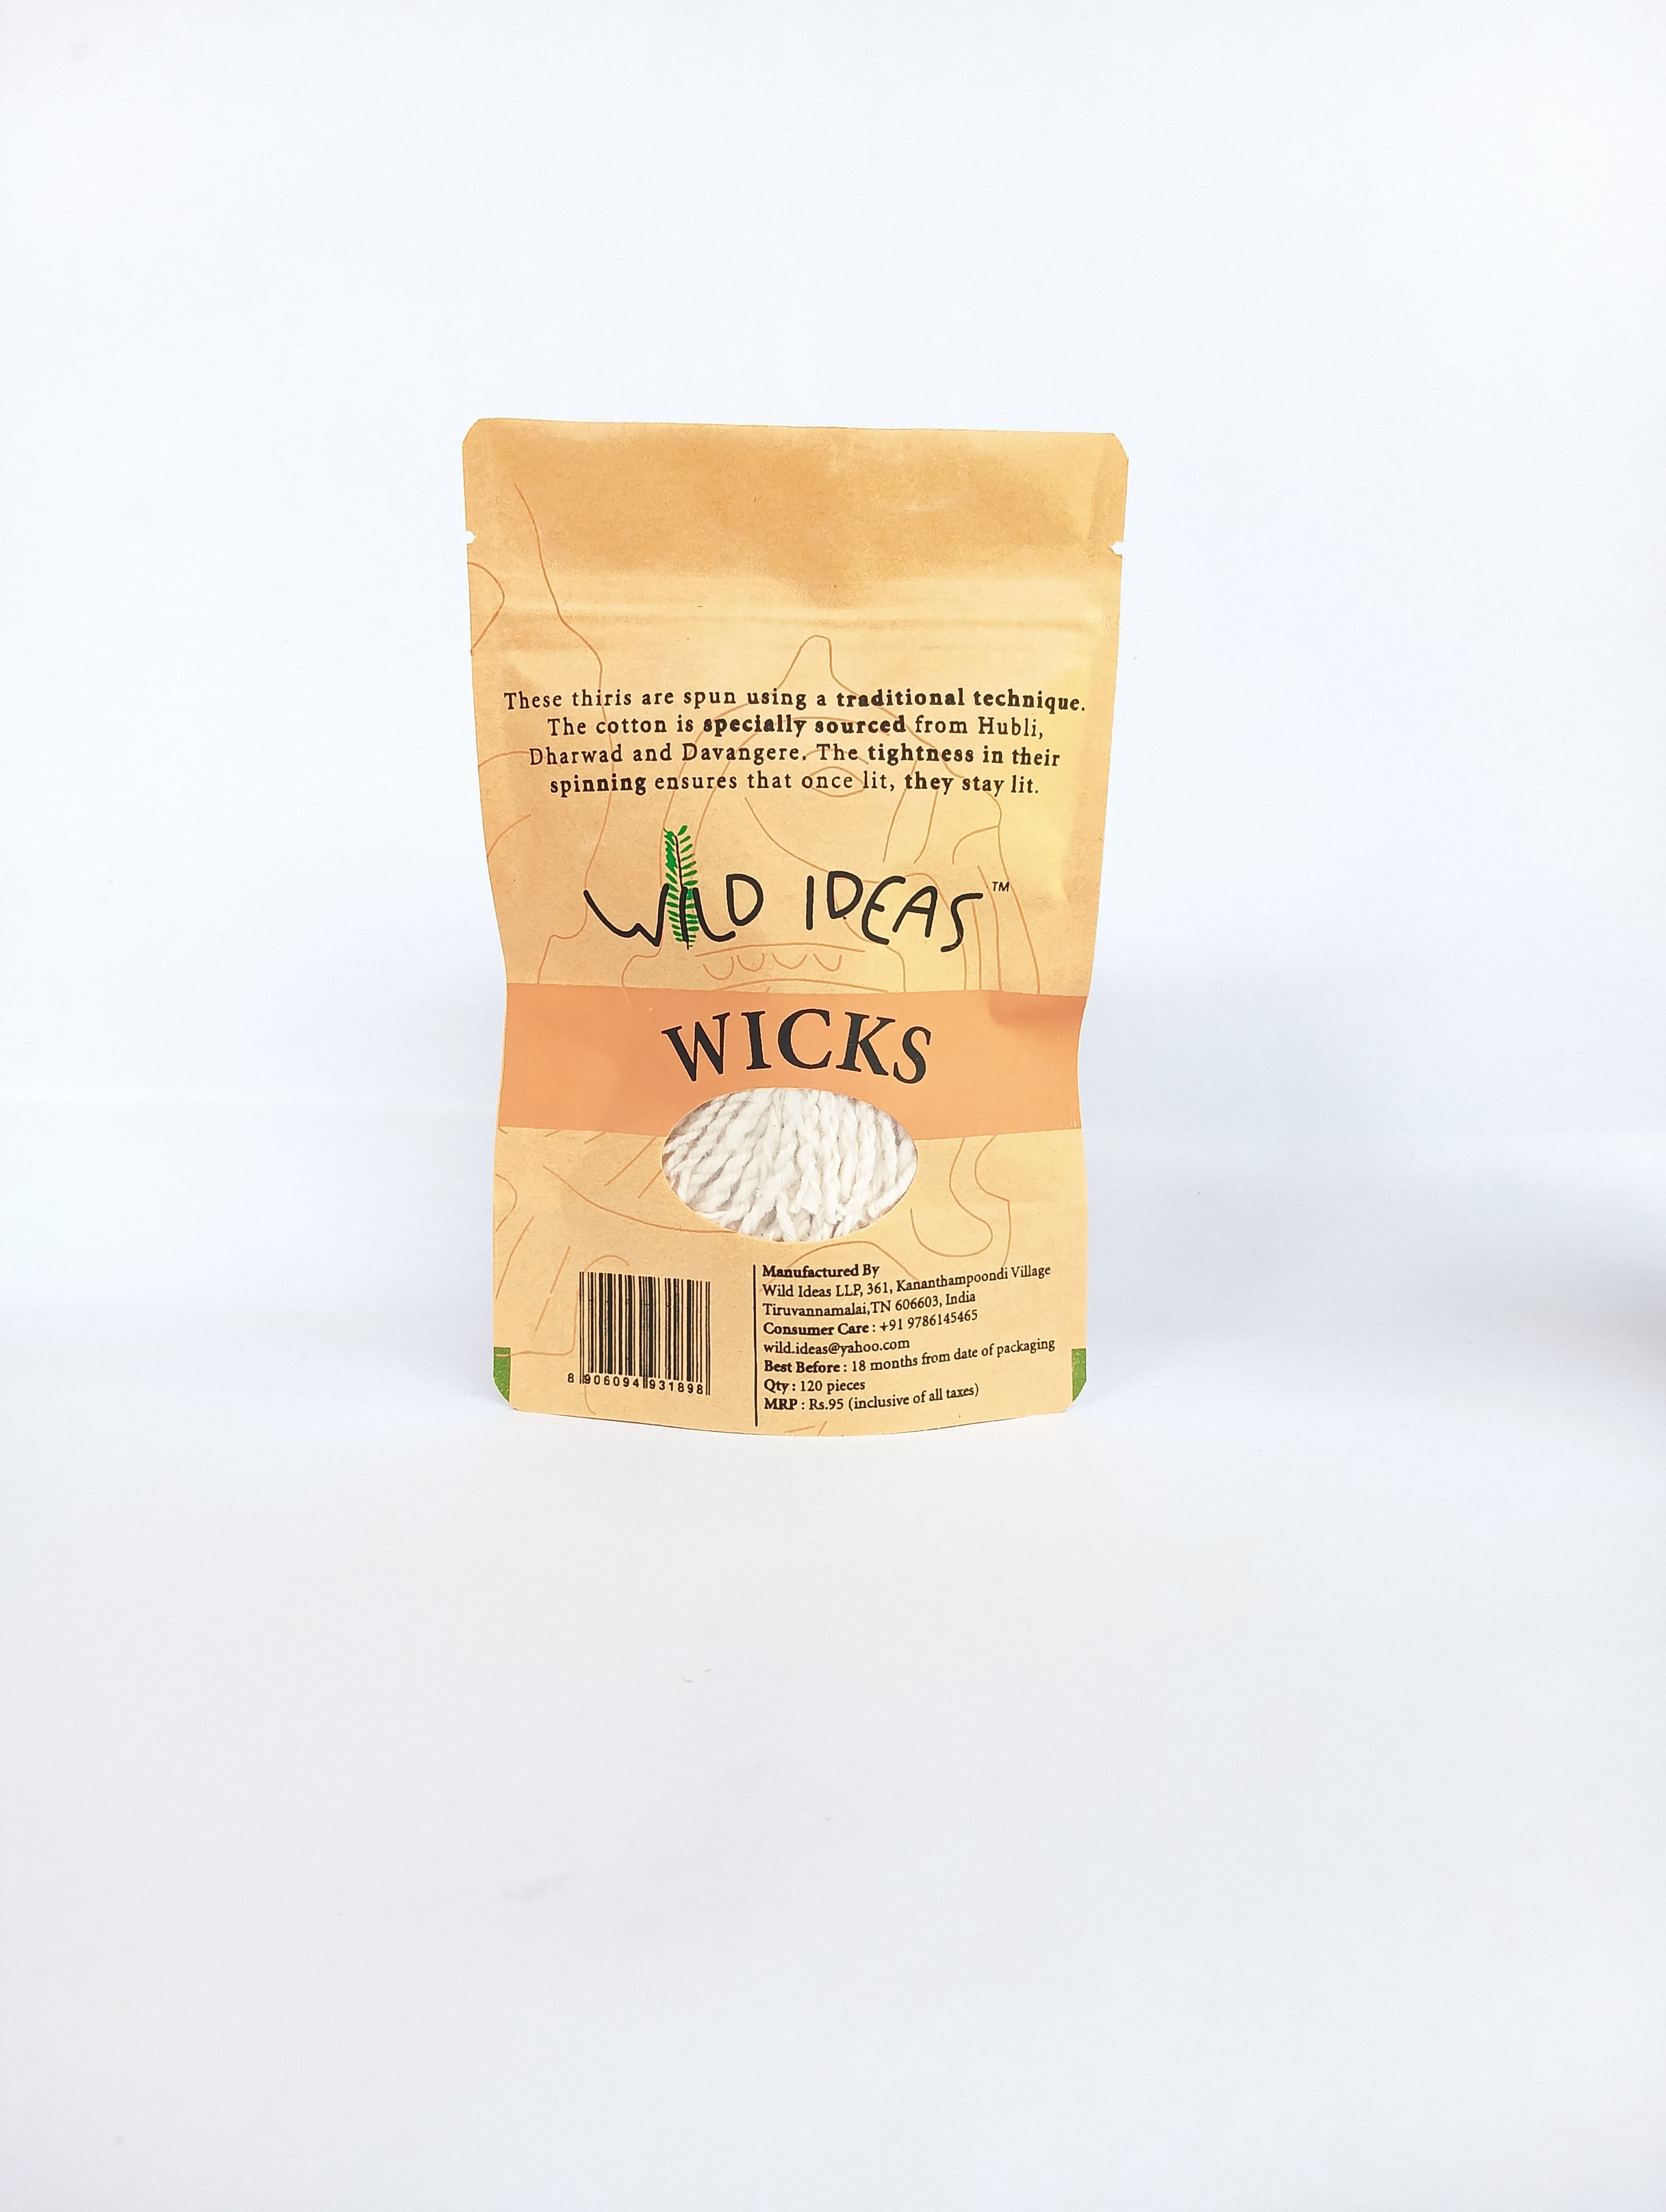 These thiris are spun using a traditional technique.
The cotton is specially sourced from Hubli,
Dharwad and Davangere. The tightness in their
spinning ensures that once lit, they stay lit.
WILD IDEAS™
WICKS
8 906094 931898
Manufactured By
Wild Ideas LLP, 361, Kananthampoondi Village
Tiruvannamalai,TN 606603, India
Consumer Care : +91 9786145465
wild.ideas@yahoo.com
Best Before : 18 months from date of packaging
Qty : 120 pieces
MRP : Rs.95 (inclusive of all taxes)